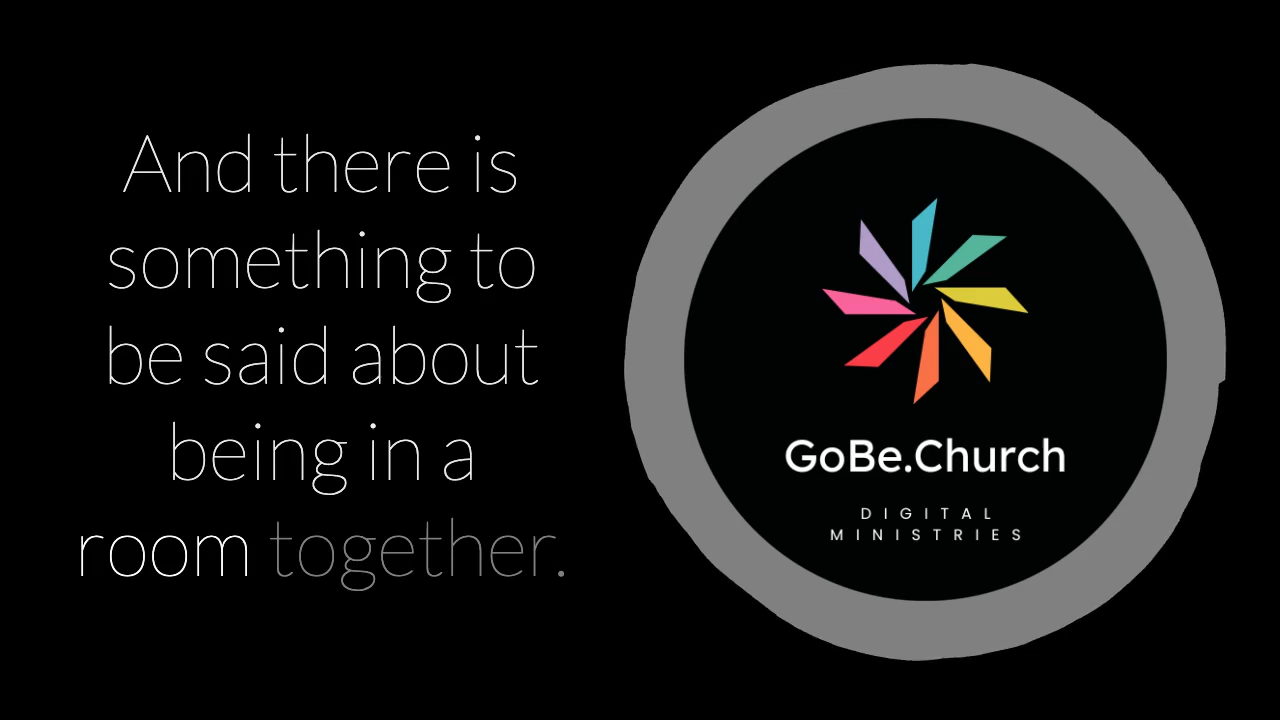 And there is
something to
be said about
being in a
room together.
GoBe.Church
DIGITAL
MINISTRIES